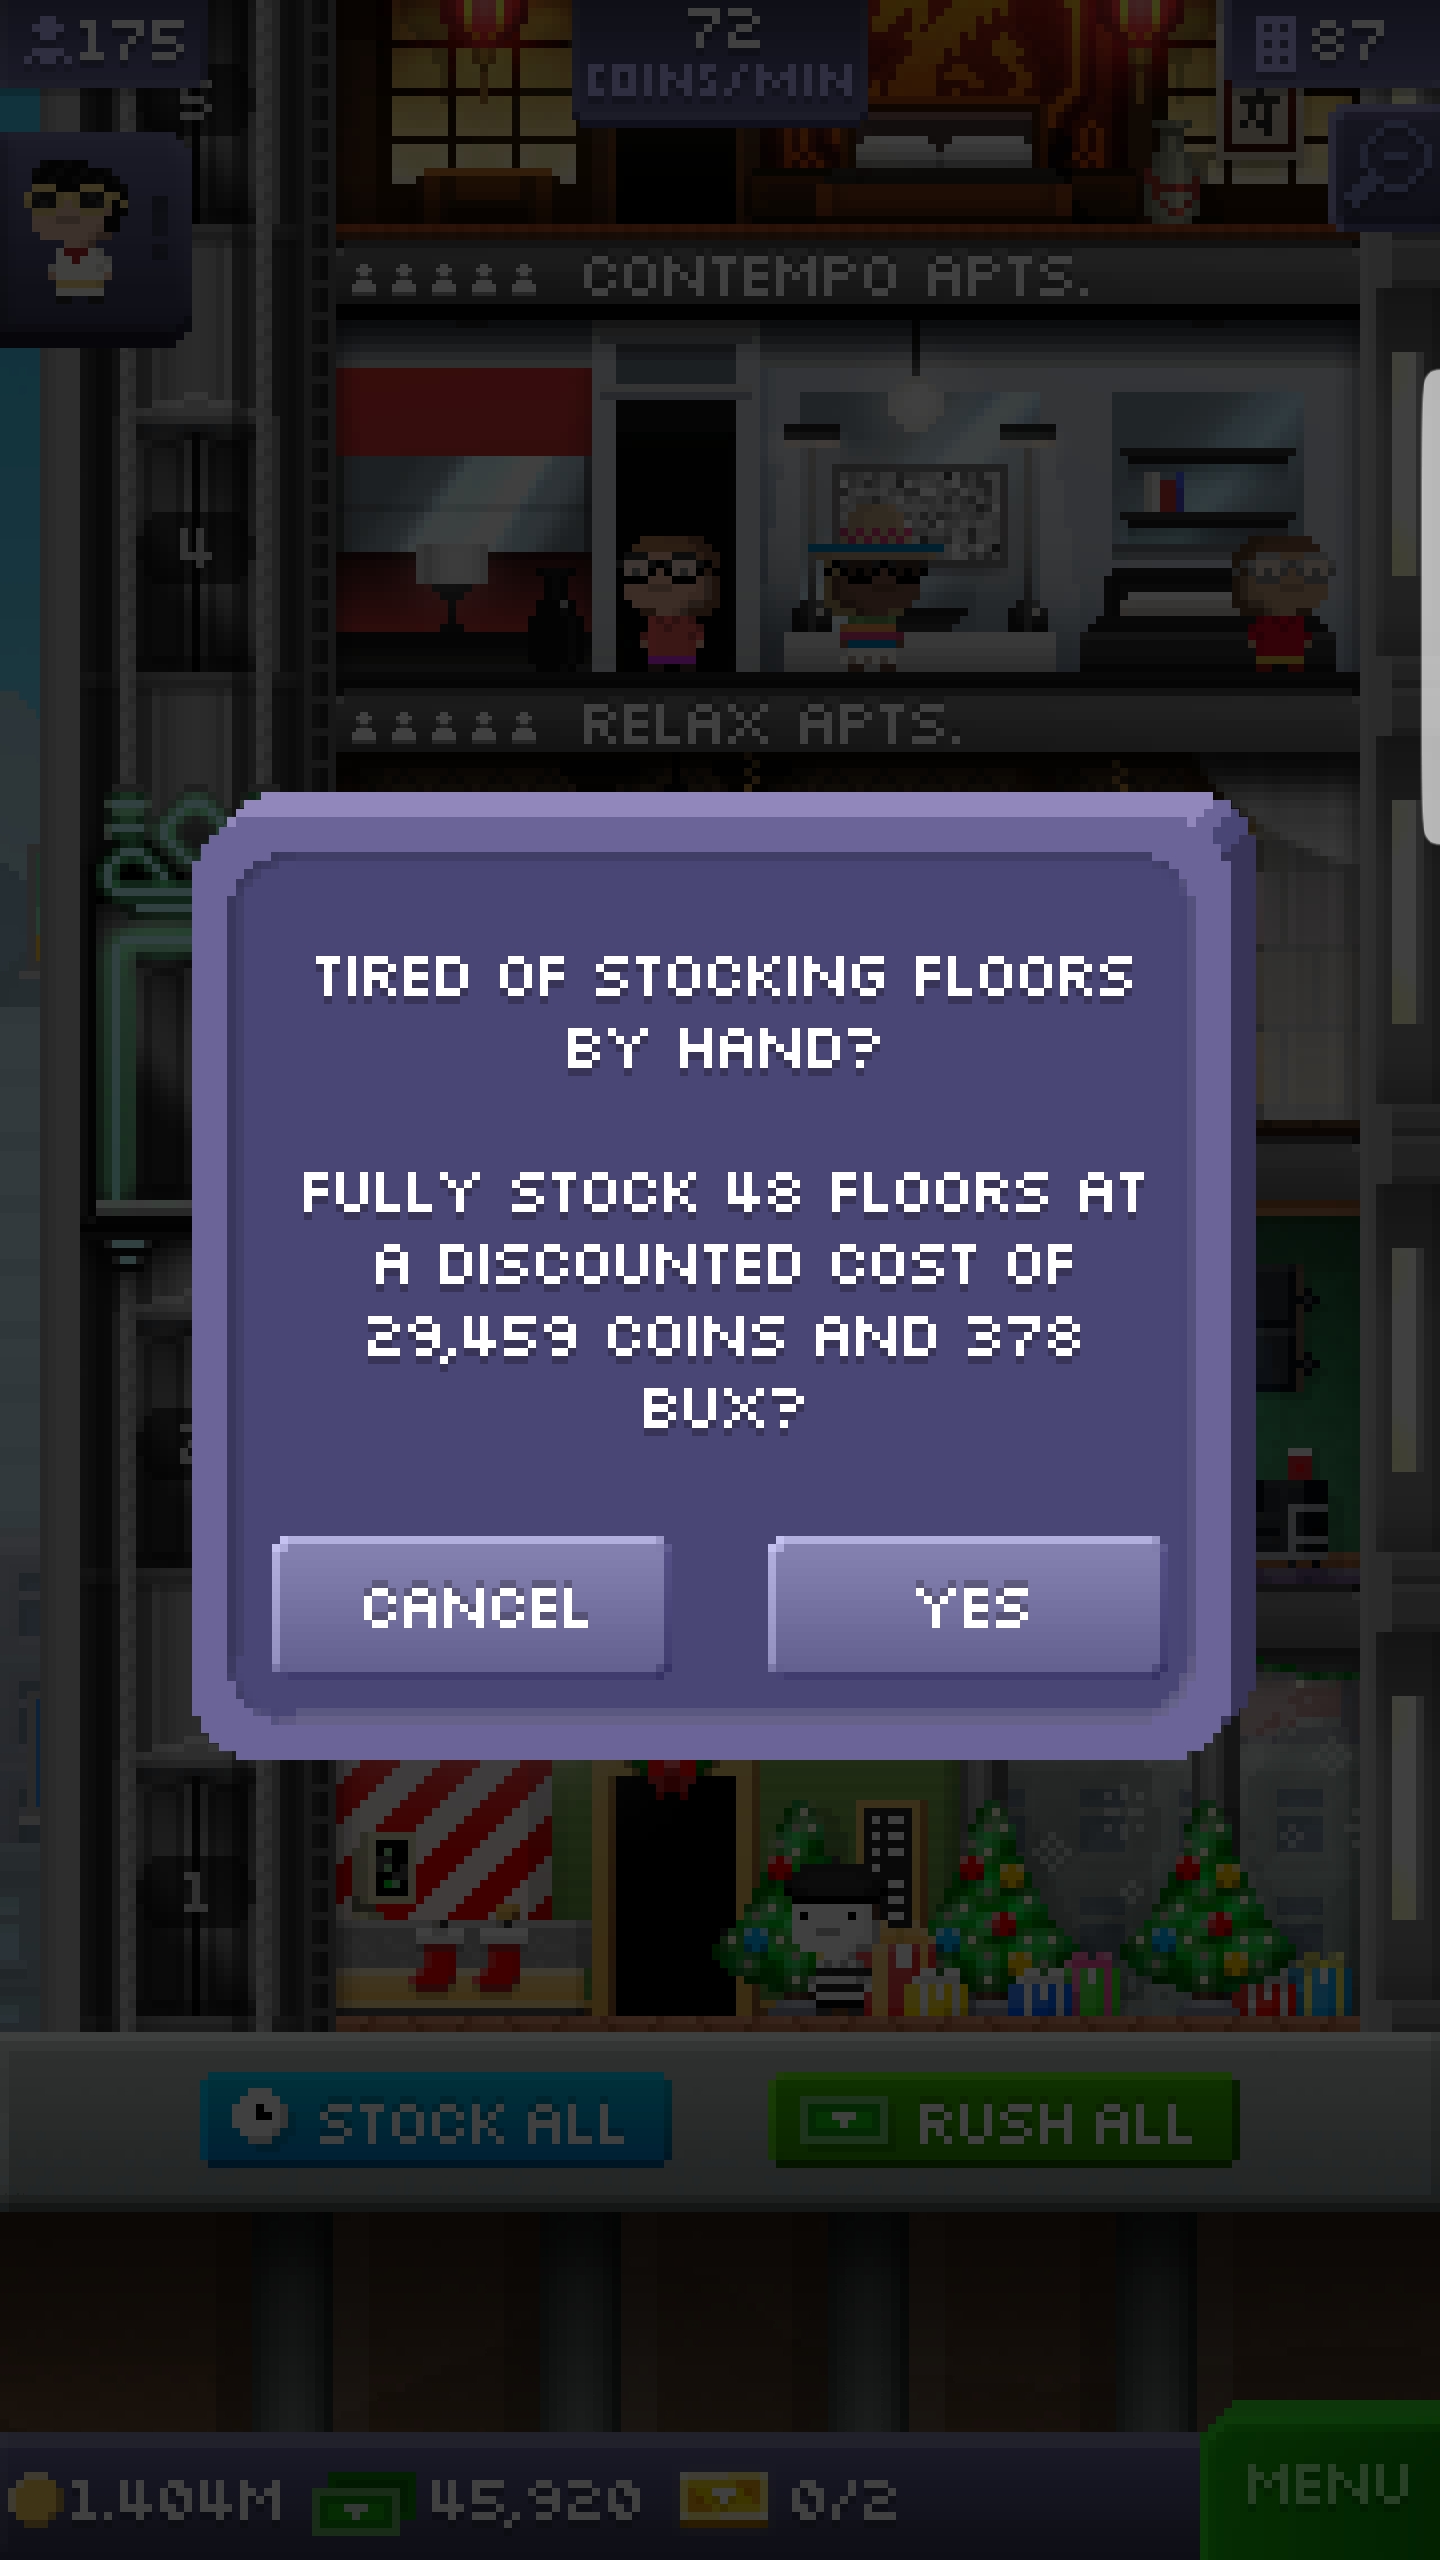 175
72
COINS/MIN
87
5
CONTEMPO APTS.
4
RELAX APTS.
TIRED OF STOCKING FLOORS
BY HAND?
FULLY STOCK 48 FLOORS AT
A DISCOUNTED COST OF
29,459 COINS AND 378
BUX?
CANCEL
YES
1
STOCK ALL
RUSH ALL
1.404M
45,920
0/2
MENU